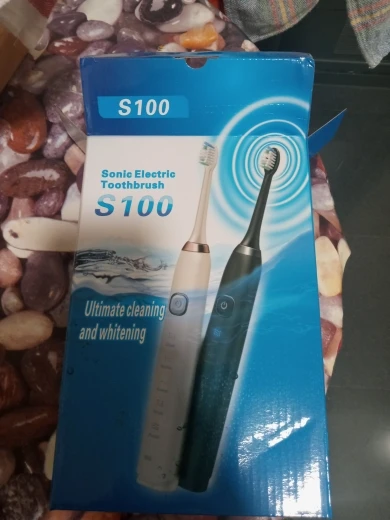 S100
Sonic Electric
Toothbrush
S100
Ultimate cleaning
and whitening